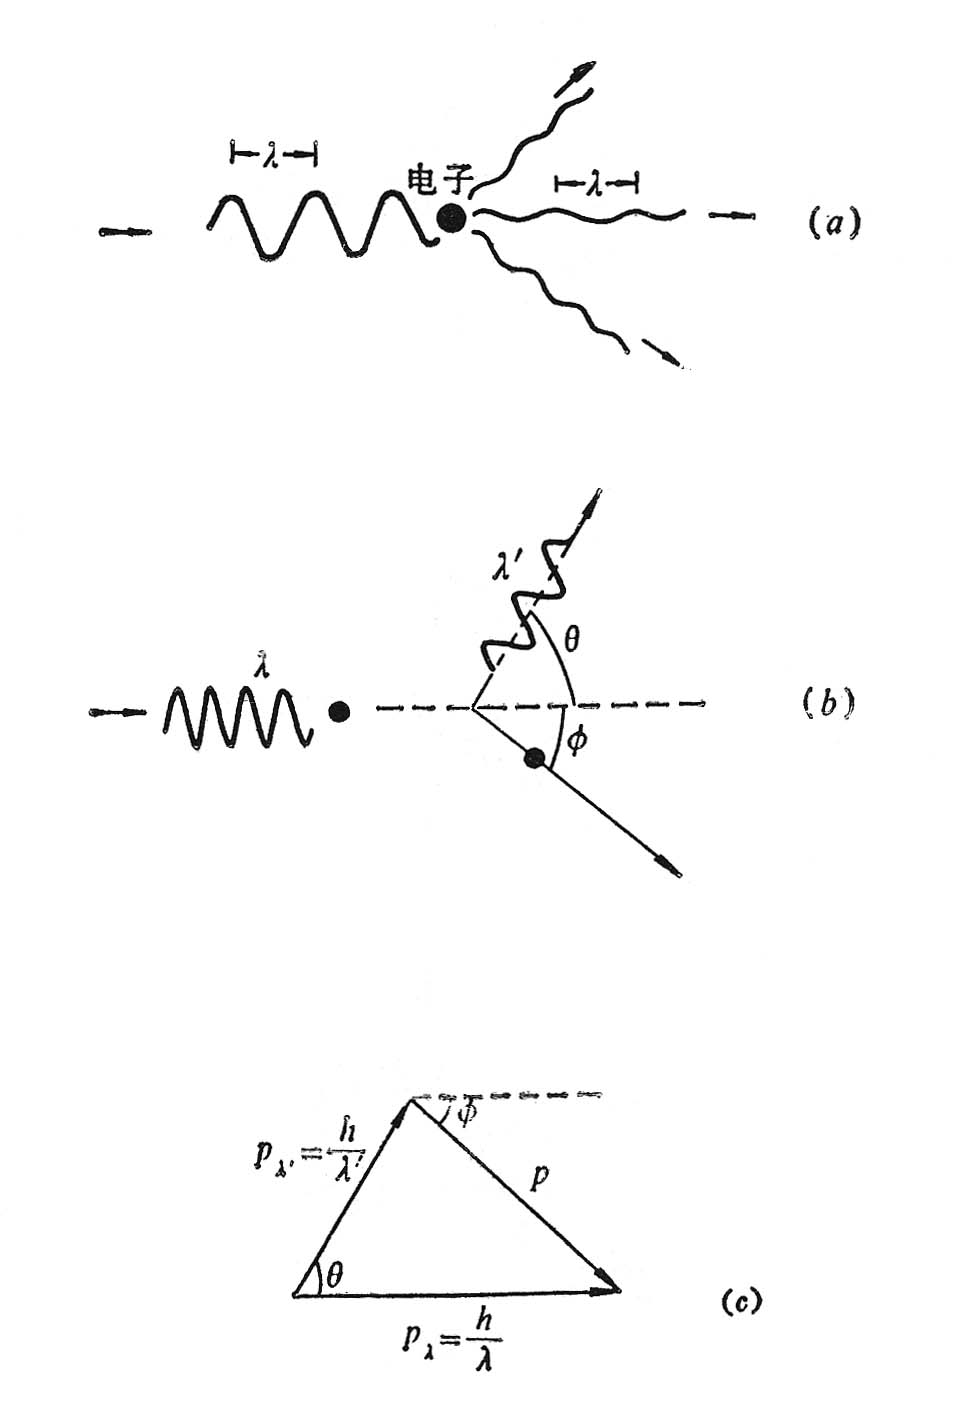 λ
电子
λ
(a)
λ'
θ
λ
(b)
ϕ
ϕ
p_λ' = h/λ'
p
θ
(c)
p_λ = h/λ